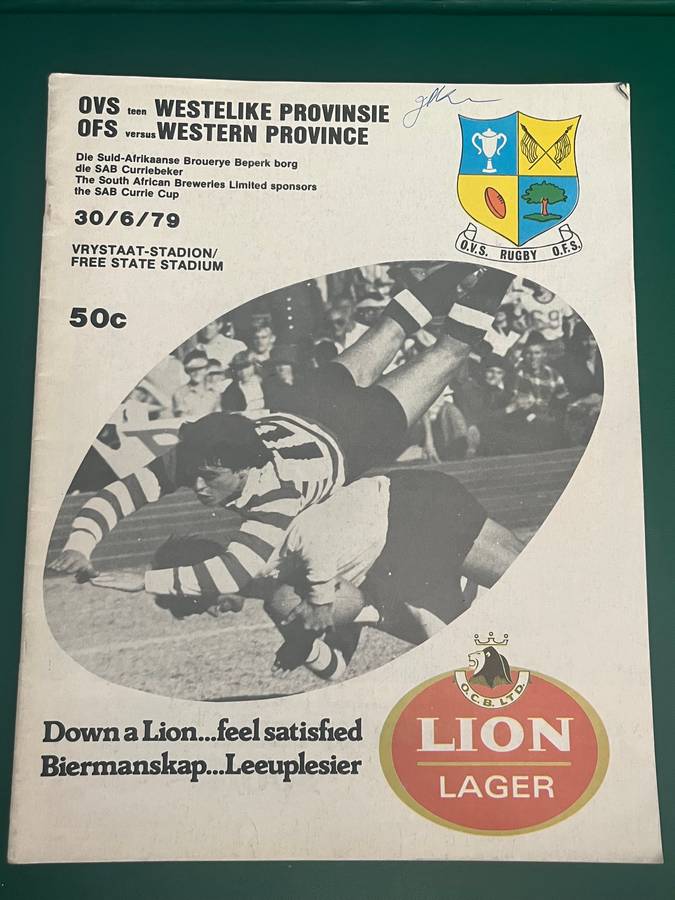 OVS teen WESTELIKE PROVINSIE
OFS versus WESTERN PROVINCE
Die Suid-Afrikaanse Brouerye Beperk borg
die SAB Curriebeker
The South African Breweries Limited sponsors
the SAB Currie Cup
30/6/79
VRYSTAAT-STADION/
FREE STATE STADIUM
50c
O.V.S. RUGBY O.F.S.
69
Down a Lion...feel satisfied
Biermanskap...Leeuplesier
O.C.B. LTD.
LION
LAGER